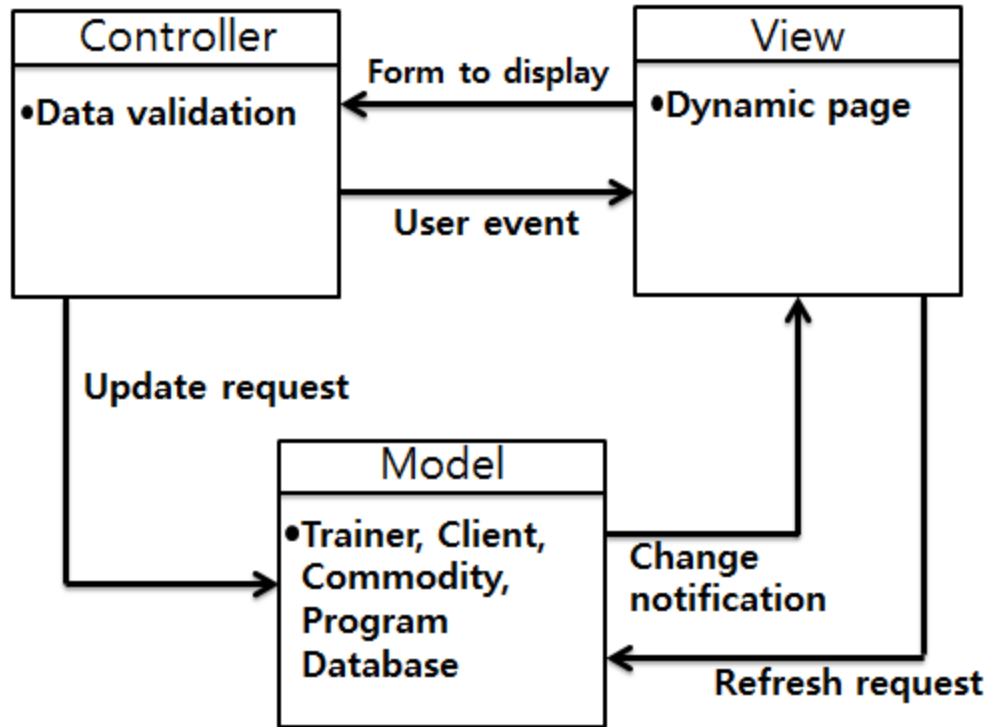 Controller
•Data validation
Form to display
User event
View
•Dynamic page
Update request
Model
•Trainer, Client,
Commodity,
Program
Database
Change
notification
Refresh request